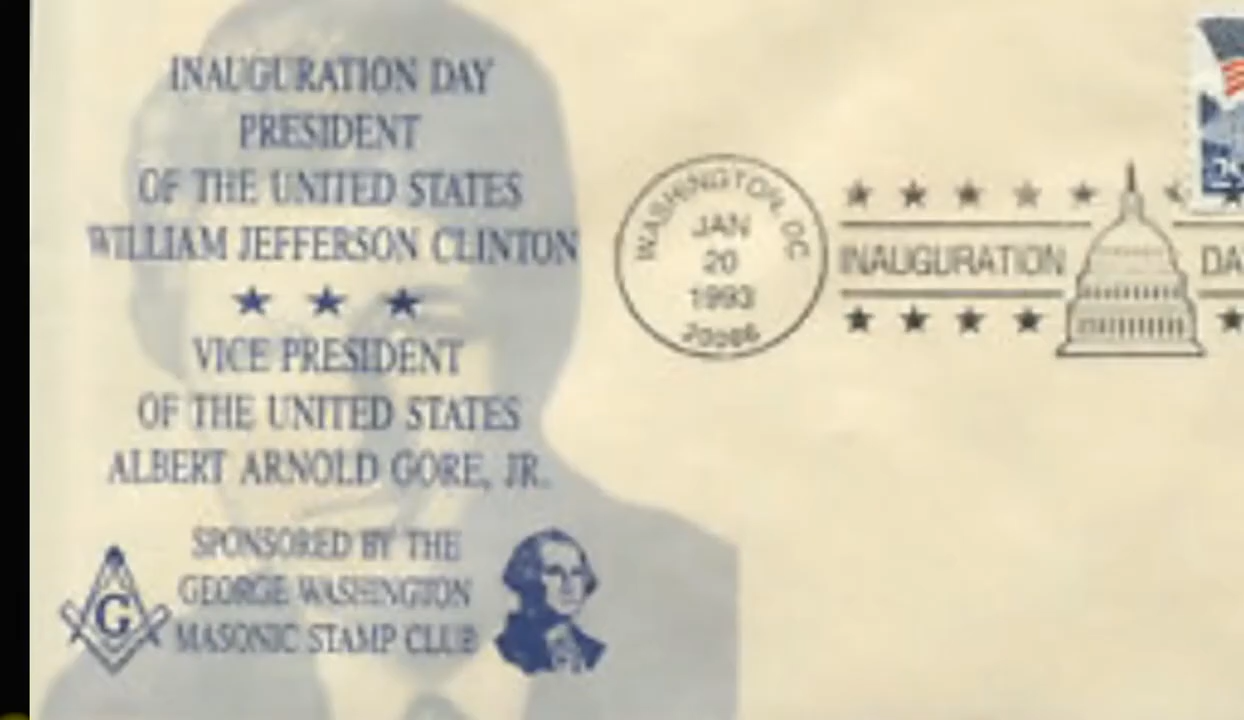 INAUGURATION DAY
PRESIDENT
OF THE UNITED STATES
WILLIAM JEFFERSON CLINTON
VICE PRESIDENT
OF THE UNITED STATES
ALBERT ARNOLD GORE, JR.
SPONSORED BY THE
GEORGE WASHINGTON
MASONIC STAMP CLUB
G
WASHINGTON, DC
JAN
20
1993
INAUGURATION